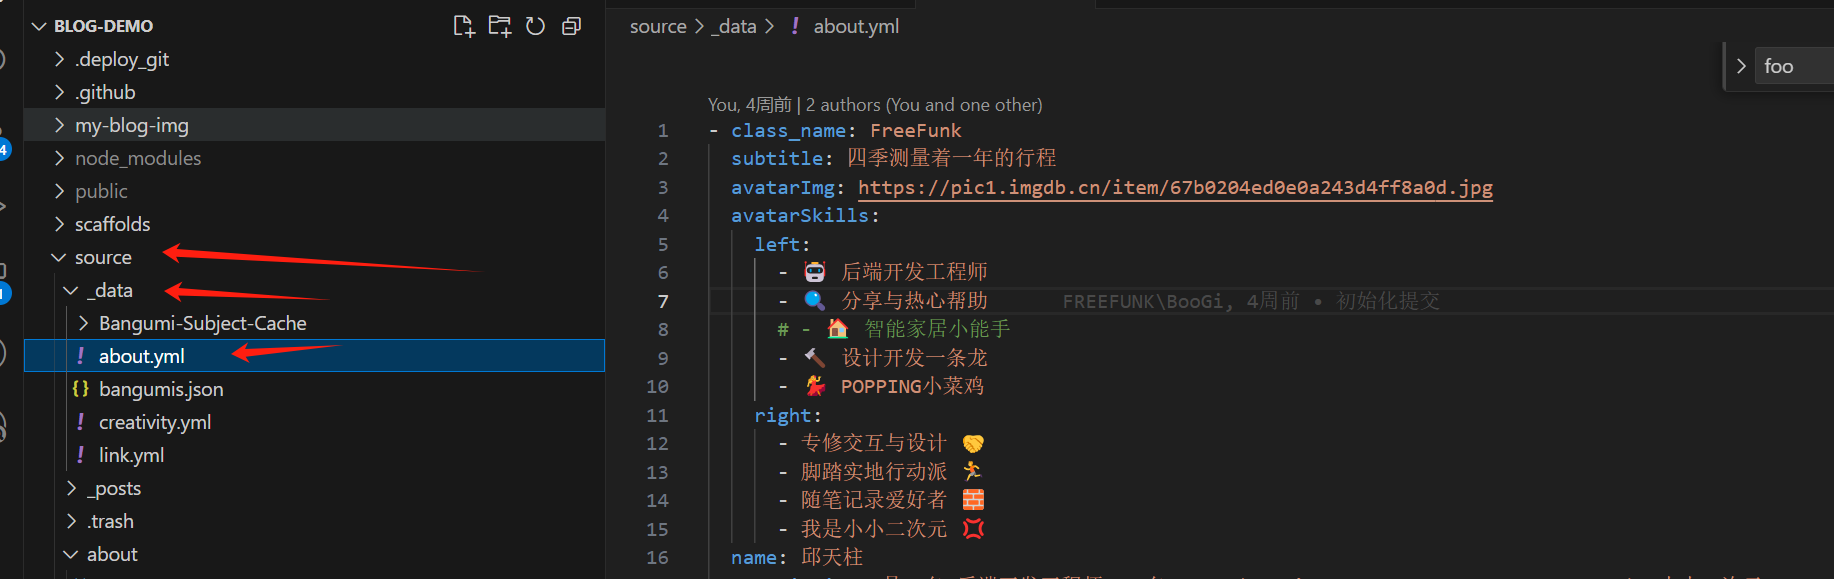 BLOG-DEMO
.deploy_git
.github
my-blog-img
node_modules
public
scaffolds
source
_data
Bangumi-Subject-Cache
! about.yml
{} bangumis.json
! creativity.yml
! link.yml
_posts
.trash
about
source > _data > ! about.yml
foo
You, 4周前 | 2 authors (You and one other)
1 - class_name: FreeFunk
2 subtitle: 四季测量着一年的行程
3 avatarImg: https://pic1.imgdb.cn/item/67b0204ed0e0a243d4ff8a0d.jpg
4 avatarSkills:
5 left:
6 - 🤖 后端开发工程师
7 - 🔍 分享与热心帮助 FREEFUNK\BooGi, 4周前 • 初始化提交
8 # - 🏠 智能家居小能手
9 - 🔨 设计开发一条龙
10 - 💃 POPPING小菜鸡
11 right:
12 - 专修交互与设计 🤝
13 - 脚踏实地行动派 🏃
14 - 随笔记录爱好者 🧱
15 - 我是小小二次元 💢
16 name: 邱天柱